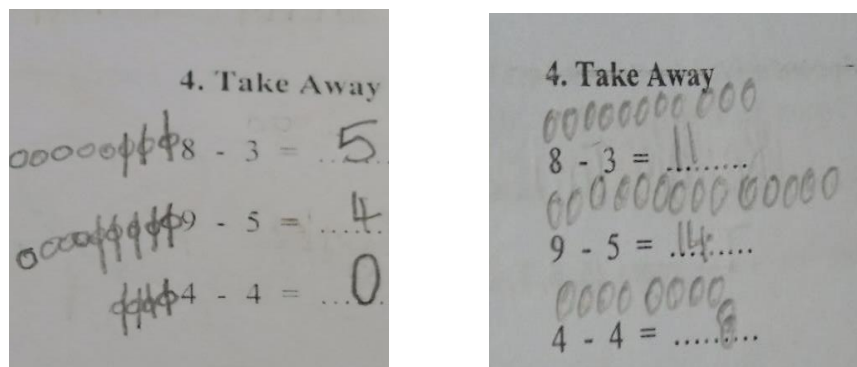 4. Take Away
8 - 3 = ...5...
9 - 5 = ...4...
4 - 4 = ...0...
4. Take Away
8 - 3 = ...11...
9 - 5 = ...14...
4 - 4 = ...8...